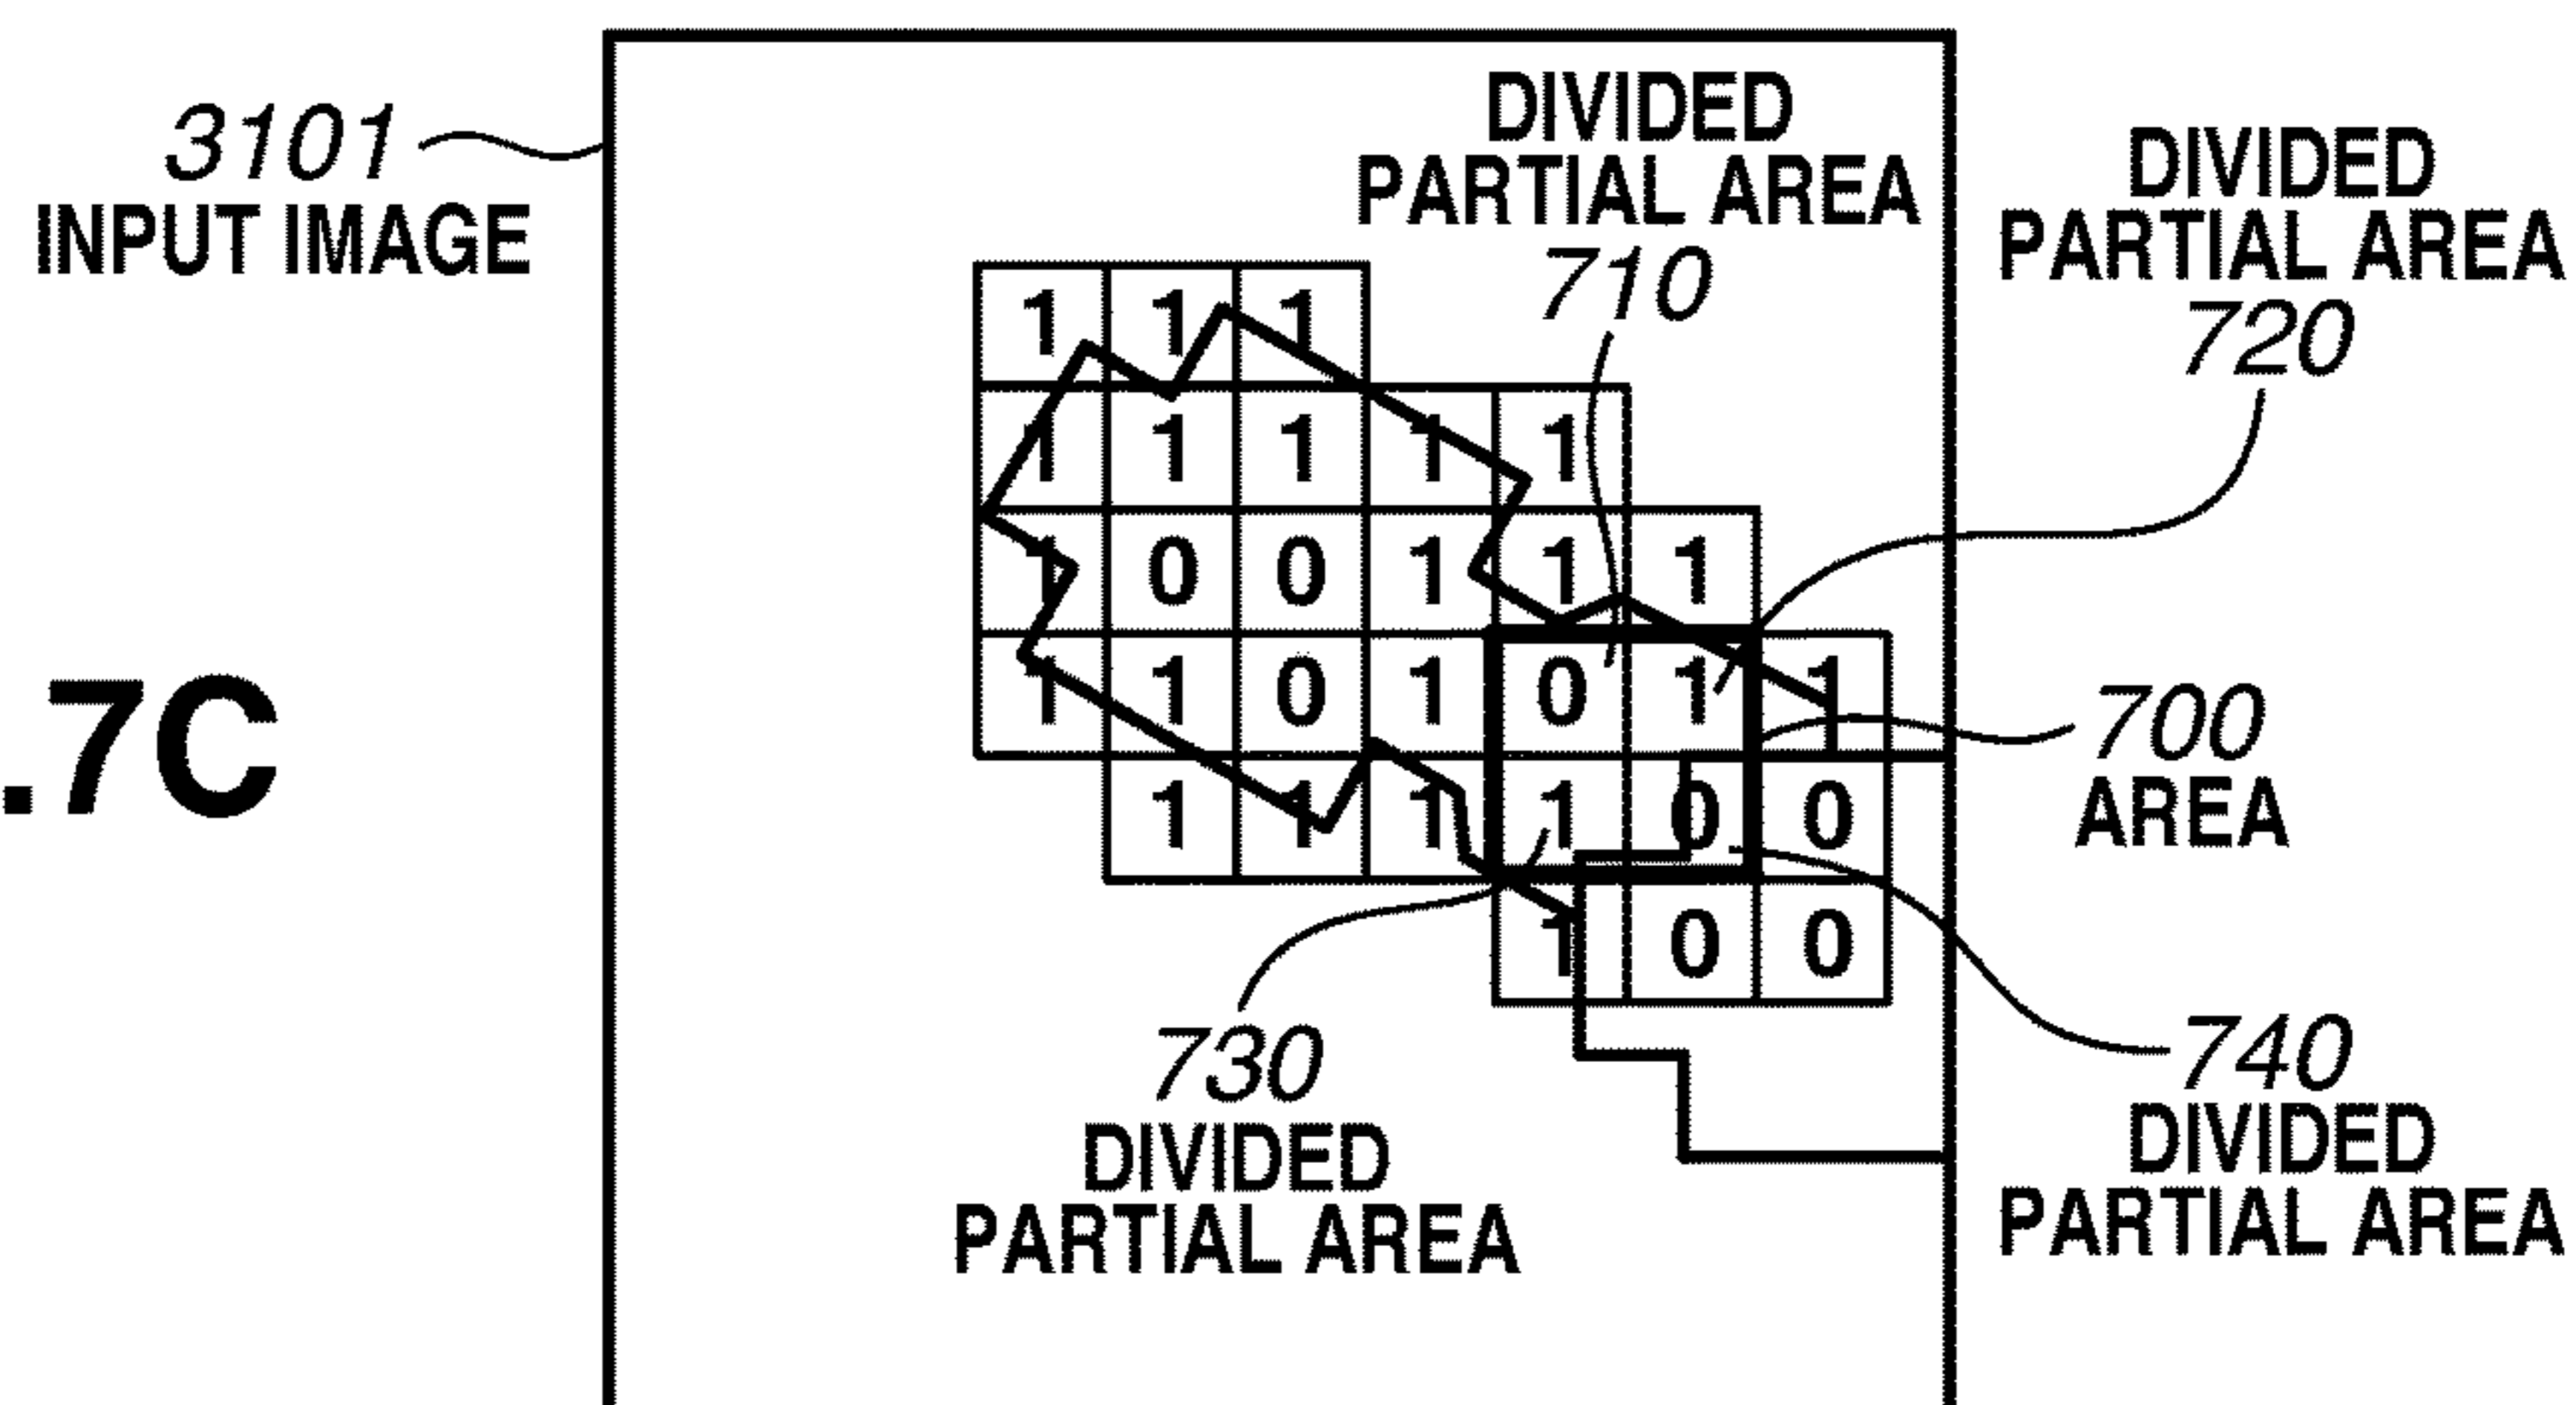 3101
INPUT IMAGE
DIVIDED
PARTIAL AREA
710
DIVIDED
PARTIAL AREA
720
1 1 1
1 1 1 1 1
1 0 0 1 1 1
1 1 0 1 0 1 1
1 1 1 1 0 0
1 0 0
.7C
700
AREA
730
DIVIDED
PARTIAL AREA
740
DIVIDED
PARTIAL AREA